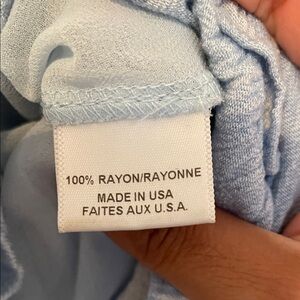 100% RAYON/RAYONNE
MADE IN USA
FAITES AUX U.S.A.